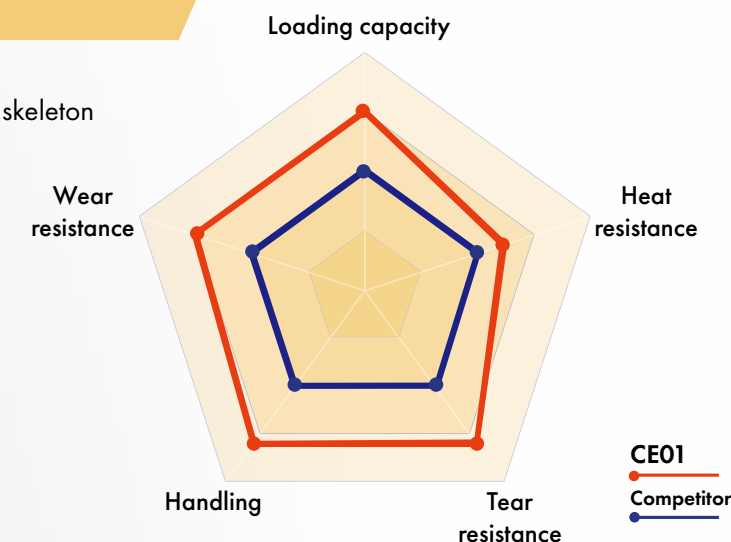 Loading capacity
skeleton
Wear
resistance
Heat
resistance
CE01
Competitor
Handling
Tear
resistance